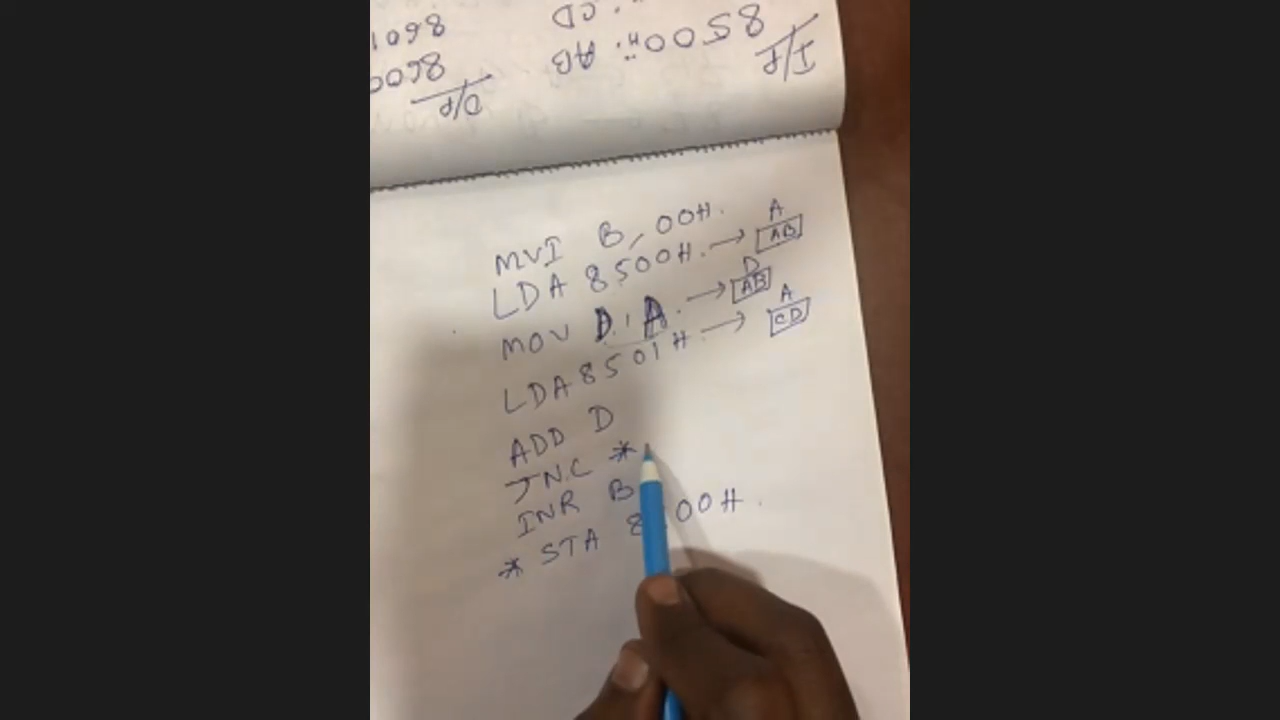 I/P
8500H: AB
: CD
O/P
8600
8601
MVI B, 00H.
LDA 8500H. → A AB
MOV D, A. → D AB
LDA 8501H → A CD
ADD D
JNC *
INR B
* STA 8 00H.